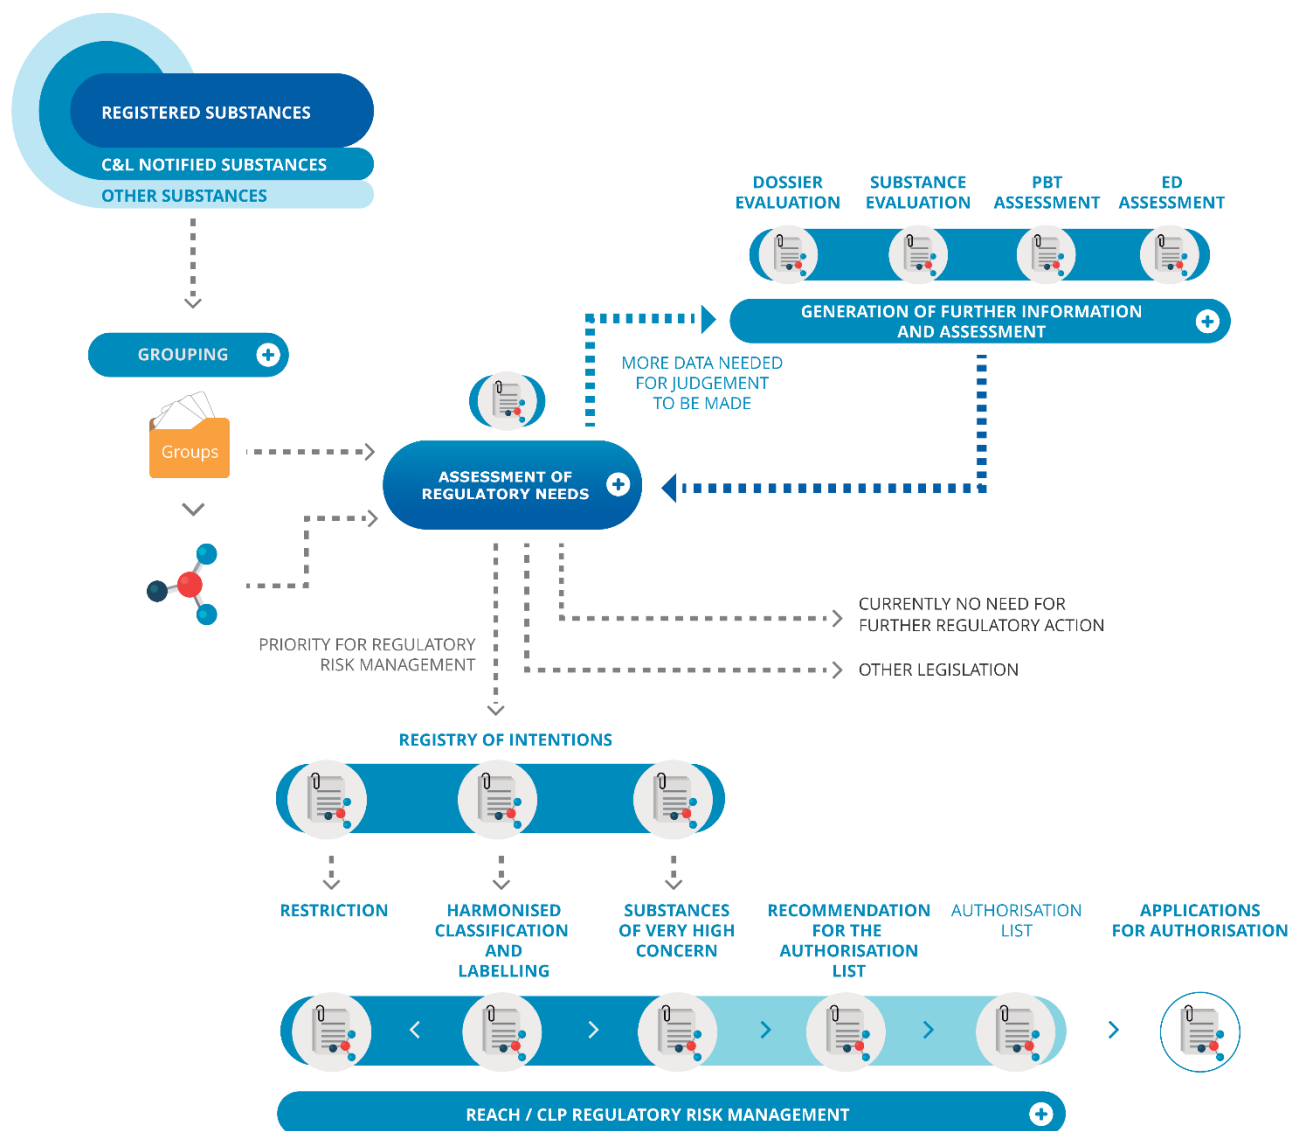 REGISTERED SUBSTANCES
C&L NOTIFIED SUBSTANCES
OTHER SUBSTANCES
DOSSIER
EVALUATION
SUBSTANCE
EVALUATION
PBT
ASSESSMENT
ED
ASSESSMENT
GENERATION OF FURTHER INFORMATION
AND ASSESSMENT
GROUPING
MORE DATA NEEDED
FOR JUDGEMENT
TO BE MADE
Groups
ASSESSMENT OF
REGULATORY NEEDS
CURRENTLY NO NEED FOR
FURTHER REGULATORY ACTION
PRIORITY FOR REGULATORY
RISK MANAGEMENT
OTHER LEGISLATION
REGISTRY OF INTENTIONS
RESTRICTION
HARMONISED
CLASSIFICATION
AND
LABELLING
SUBSTANCES
OF VERY HIGH
CONCERN
RECOMMENDATION
FOR THE
AUTHORISATION
LIST
AUTHORISATION
LIST
APPLICATIONS
FOR AUTHORISATION
REACH / CLP REGULATORY RISK MANAGEMENT